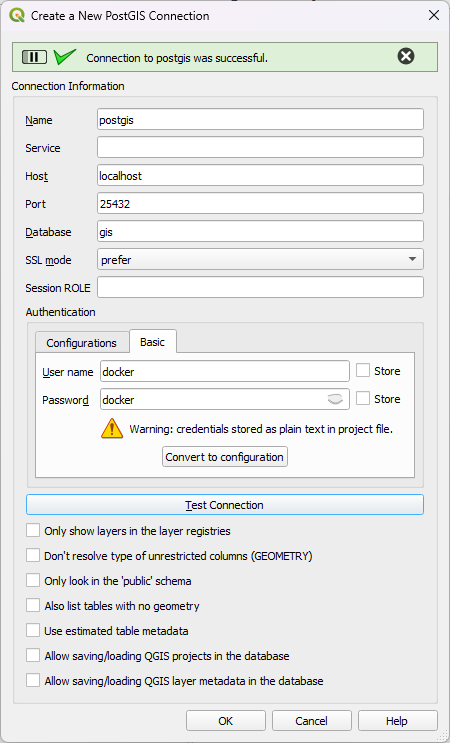 Create a New PostGIS Connection
Connection to postgis was successful.
Connection Information
Name postgis
Service
Host localhost
Port 25432
Database gis
SSL mode prefer
Session ROLE
Authentication
Configurations Basic
User name docker Store
Password docker Store
Warning: credentials stored as plain text in project file.
Convert to configuration
Test Connection
Only show layers in the layer registries
Don't resolve type of unrestricted columns (GEOMETRY)
Only look in the 'public' schema
Also list tables with no geometry
Use estimated table metadata
Allow saving/loading QGIS projects in the database
Allow saving/loading QGIS layer metadata in the database
OK Cancel Help